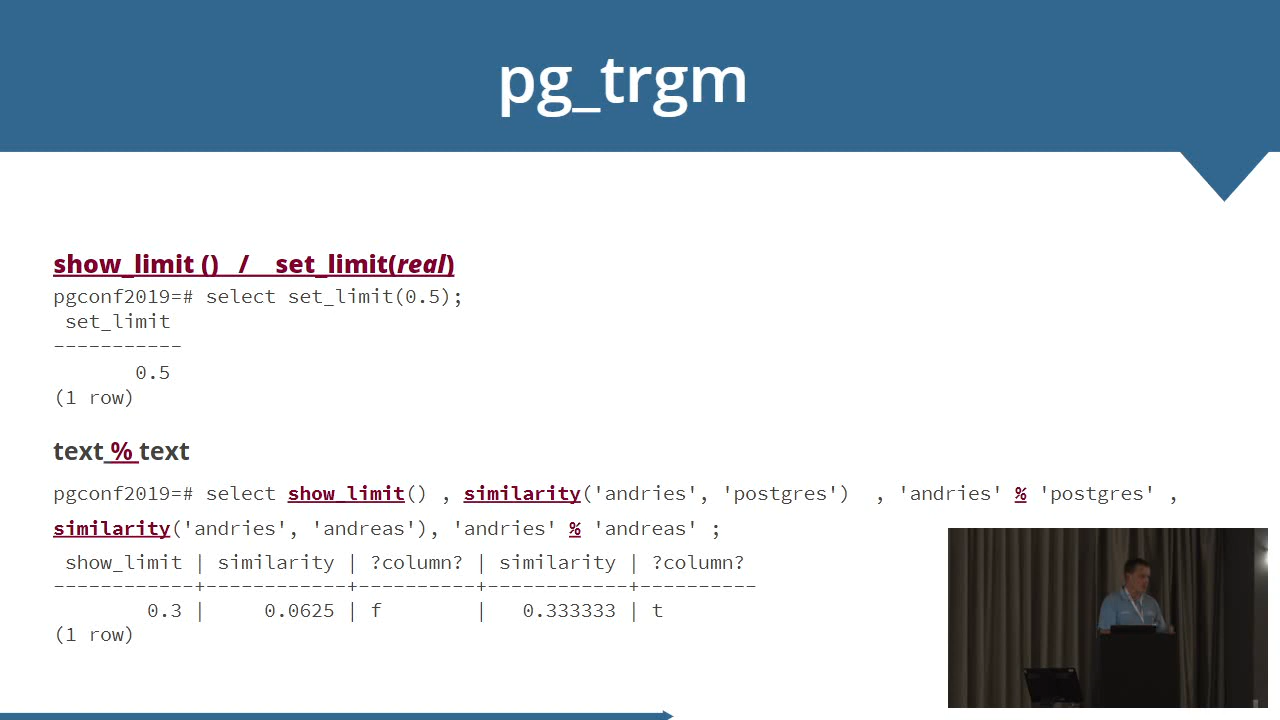 pg_trgm
show_limit () / set_limit(real)
pgconf2019=# select set_limit(0.5);
set_limit
-----------
0.5
(1 row)
text % text
pgconf2019=# select show_limit() , similarity('andries', 'postgres') , 'andries' % 'postgres' ,
similarity('andries', 'andreas'), 'andries' % 'andreas' ;
show_limit | similarity | ?column? | similarity | ?column?
------------+------------+----------+------------+----------
0.3 | 0.0625 | f | 0.333333 | t
(1 row)